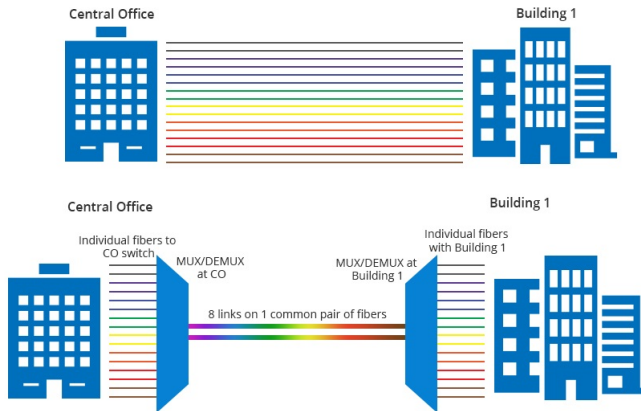 Central Office
Building 1
Central Office
Building 1
Individual fibers to
CO switch
MUX/DEMUX
at CO
8 links on 1 common pair of fibers
MUX/DEMUX at
Building 1
Individual fibers
with Building 1